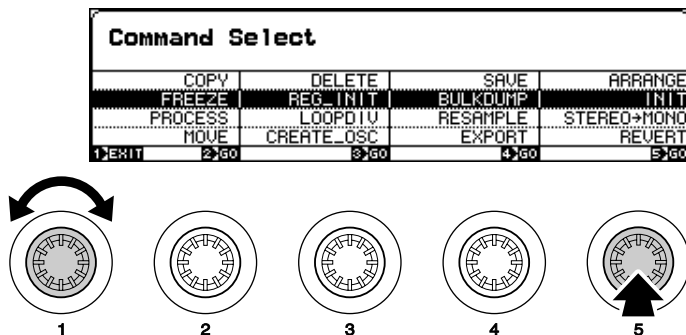 Command Select
COPY DELETE SAVE ARRANGE
FREEZE REG_INIT BULKDUMP INIT
PROCESS LOOPDIV RESAMPLE STEREO→MONO
MOVE CREATE_OSC EXPORT REVERT
1>EXIT 2>GO 3>GO 4>GO 5>GO
1 2 3 4 5